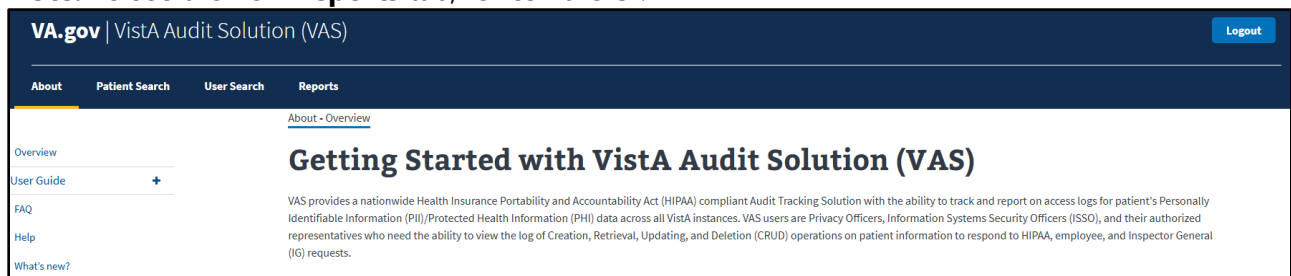 VA.gov | VistA Audit Solution (VAS)
Logout
About Patient Search User Search Reports
About - Overview
Overview
User Guide +
FAQ
Help
What's new?
Getting Started with VistA Audit Solution (VAS)
VAS provides a nationwide Health Insurance Portability and Accountability Act (HIPAA) compliant Audit Tracking Solution with the ability to track and report on access logs for patient's Personally
Identifiable Information (PII)/Protected Health Information (PHI) data across all VistA instances. VAS users are Privacy Officers, Information Systems Security Officers (ISSO), and their authorized
representatives who need the ability to view the log of Creation, Retrieval, Updating, and Deletion (CRUD) operations on patient information to respond to HIPAA, employee, and Inspector General
(IG) requests.